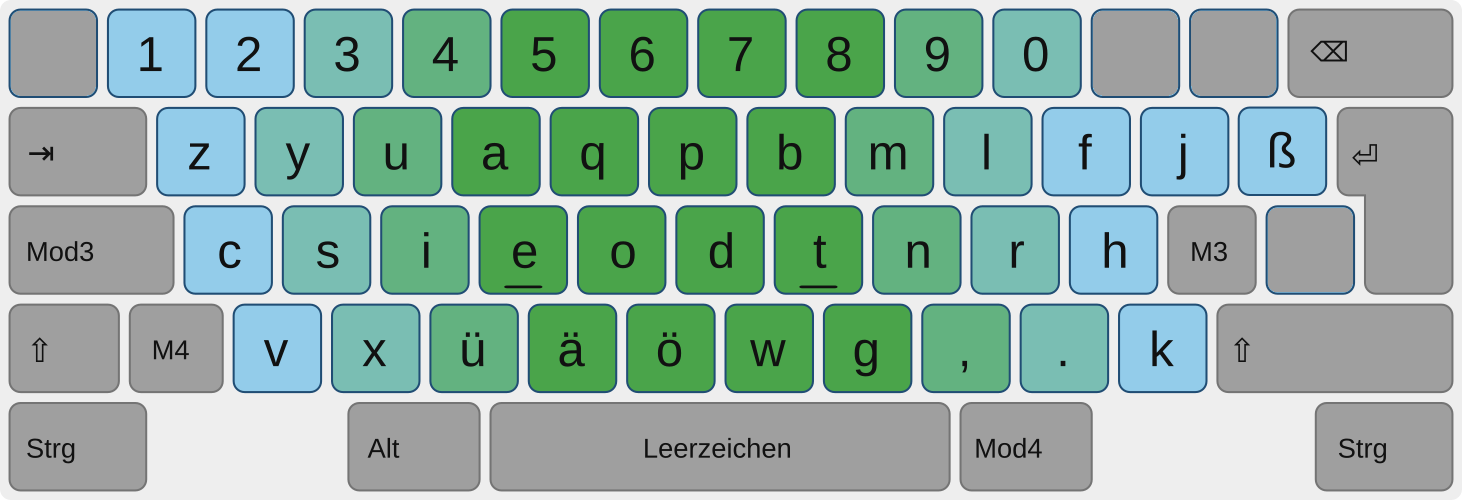 1 2 3 4 5 6 7 8 9 0 ⌫
⇥ z y u a q p b m l f j ß ⏎
Mod3 c s i e o d t n r h M3
⇧ M4 v x ü ä ö w g , . k ⇧
Strg Alt Leerzeichen Mod4 Strg